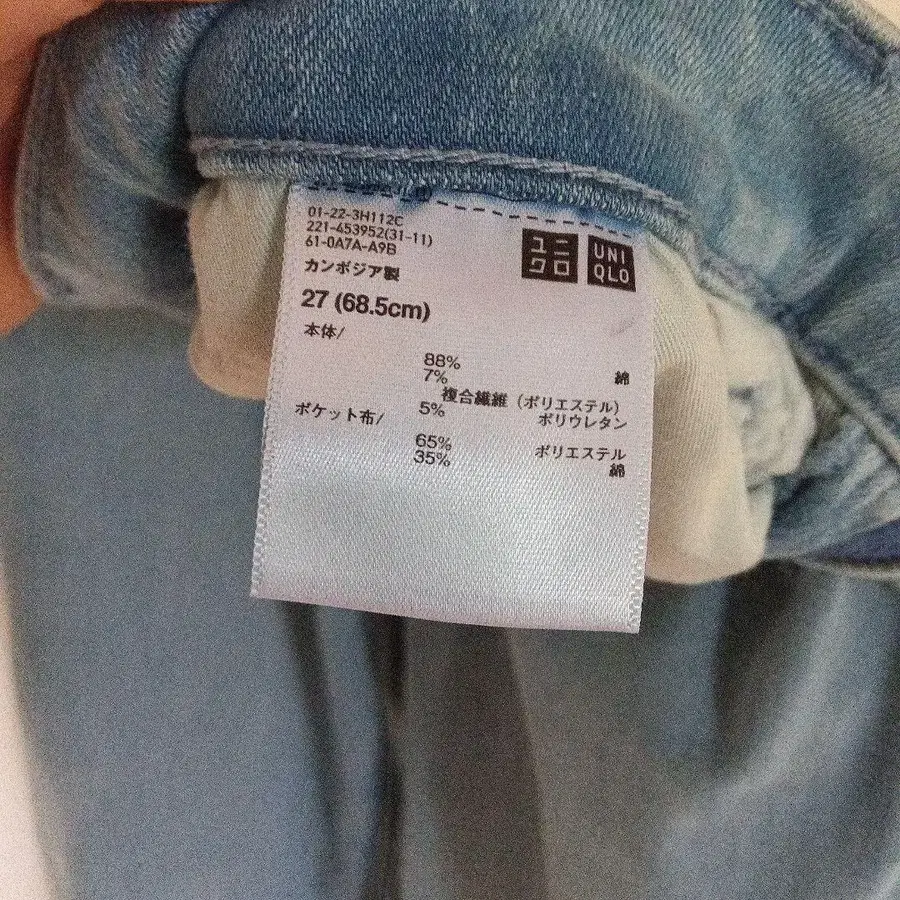 01-22-3H112C
221-453952(31-11)
61-0A7A-A9B
ユニ
クロ
UNI
QLO
カンボジア製
27 (68.5cm)
本体/
88% 綿
7% 複合繊維（ポリエステル）
5% ポリウレタン
ポケット布/
65% ポリエステル
35% 綿